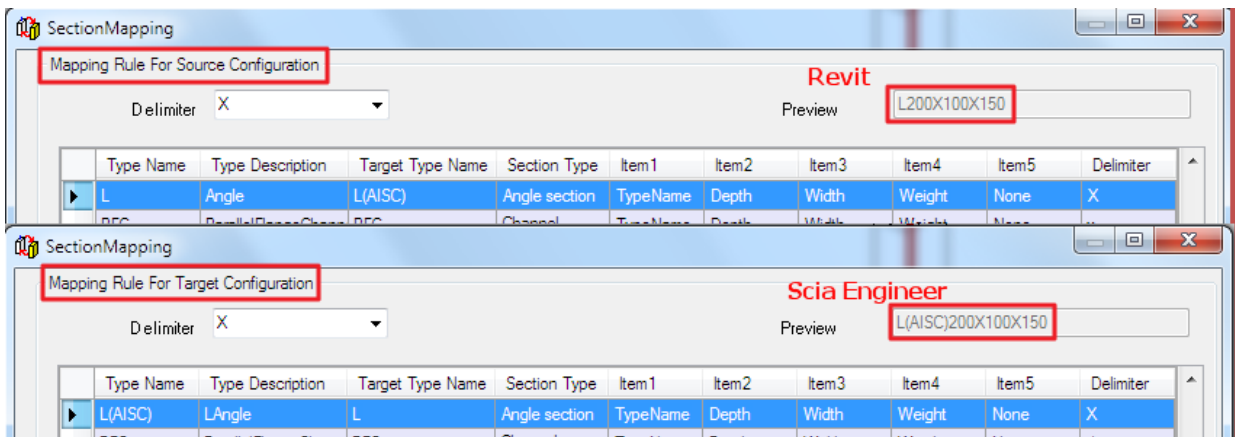 SectionMapping
Mapping Rule For Source Configuration
Revit
Delimiter X Preview L200X100X150
Type Name Type Description Target Type Name Section Type Item1 Item2 Item3 Item4 Item5 Delimiter
L Angle L(AISC) Angle section TypeName Depth Width Weight None X
SectionMapping
Mapping Rule For Target Configuration
Scia Engineer
Delimiter X Preview L(AISC)200X100X150
Type Name Type Description Target Type Name Section Type Item1 Item2 Item3 Item4 Item5 Delimiter
L(AISC) LAngle L Angle section TypeName Depth Width Weight None X